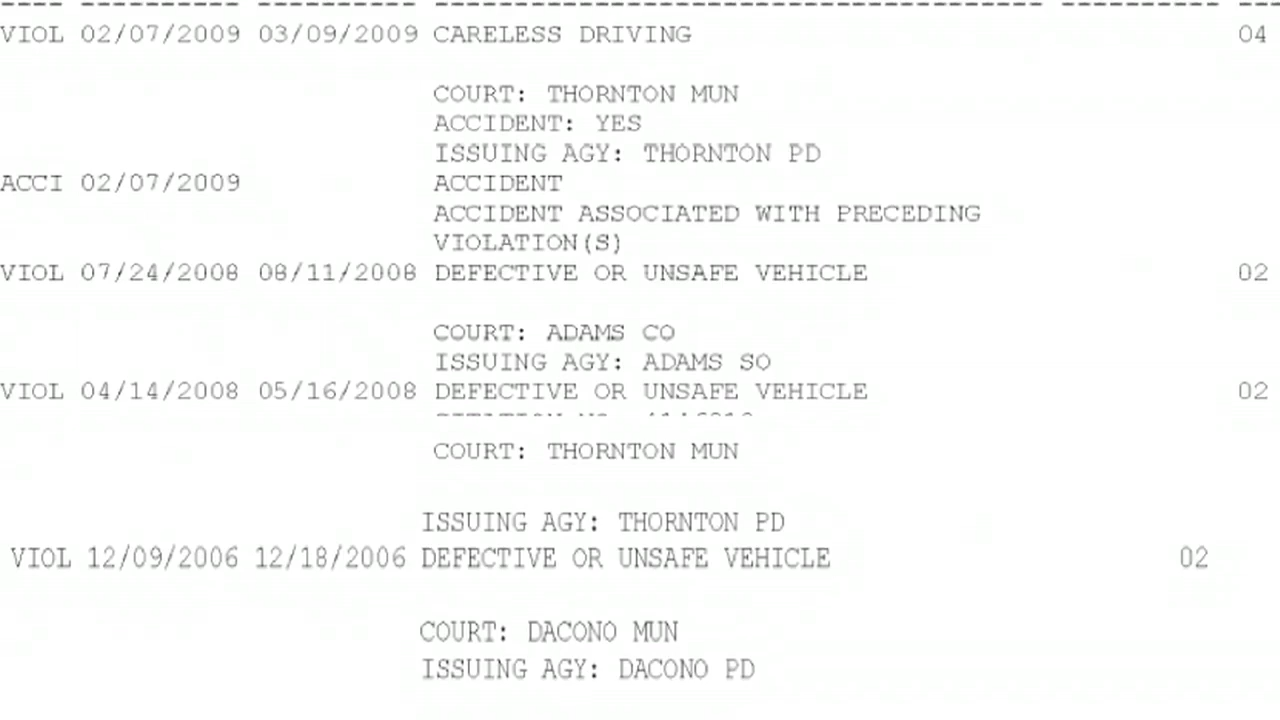 VIOL 02/07/2009 03/09/2009 CARELESS DRIVING 04
COURT: THORNTON MUN
ACCIDENT: YES
ISSUING AGY: THORNTON PD
ACCI 02/07/2009 ACCIDENT
ACCIDENT ASSOCIATED WITH PRECEDING
VIOLATION(S)
VIOL 07/24/2008 08/11/2008 DEFECTIVE OR UNSAFE VEHICLE 02
COURT: ADAMS CO
ISSUING AGY: ADAMS SO
VIOL 04/14/2008 05/16/2008 DEFECTIVE OR UNSAFE VEHICLE 02
COURT: THORNTON MUN
ISSUING AGY: THORNTON PD
VIOL 12/09/2006 12/18/2006 DEFECTIVE OR UNSAFE VEHICLE 02
COURT: DACONO MUN
ISSUING AGY: DACONO PD